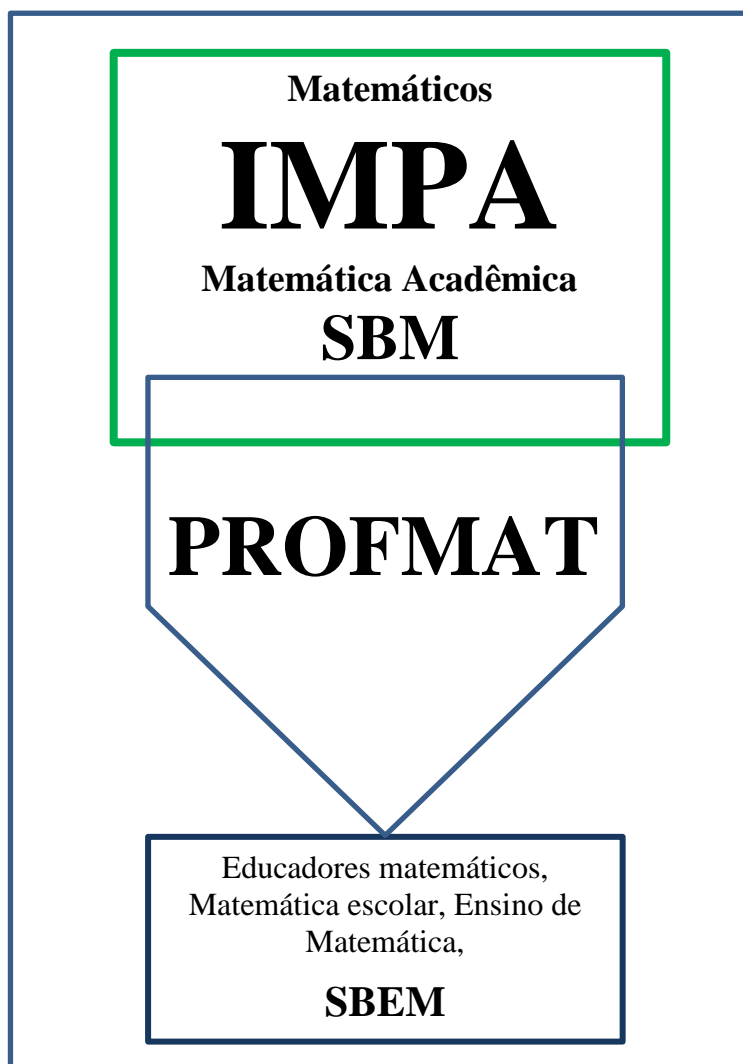 Matemáticos
IMPA
Matemática Acadêmica
SBM
PROFMAT
Educadores matemáticos,
Matemática escolar, Ensino de
Matemática,
SBEM